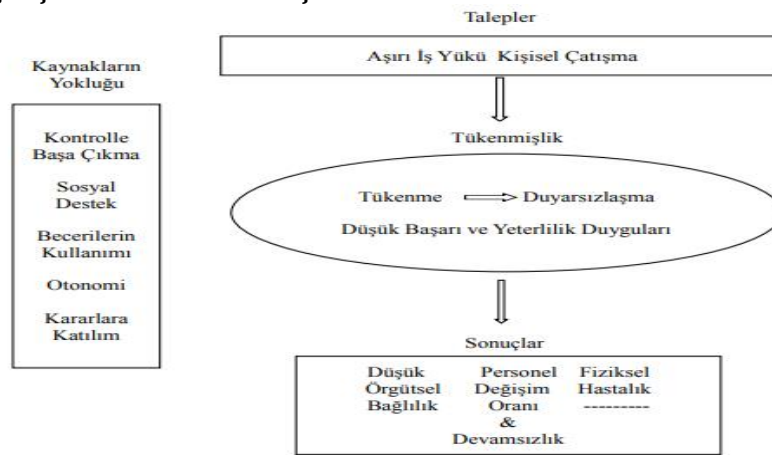 Talepler
Aşırı İş Yükü Kişisel Çatışma
Kaynakların
Yokluğu
Kontrolle
Başa Çıkma
Sosyal
Destek
Becerilerin
Kullanımı
Otonomi
Kararlara
Katılım
Tükenmişlik
Tükenme Duyarsızlaşma
Düşük Başarı ve Yeterlilik Duyguları
Sonuçlar
Düşük Personel Fiziksel
Örgütsel Değişim Hastalık
Bağlılık Oranı ---------
&
Devamsızlık